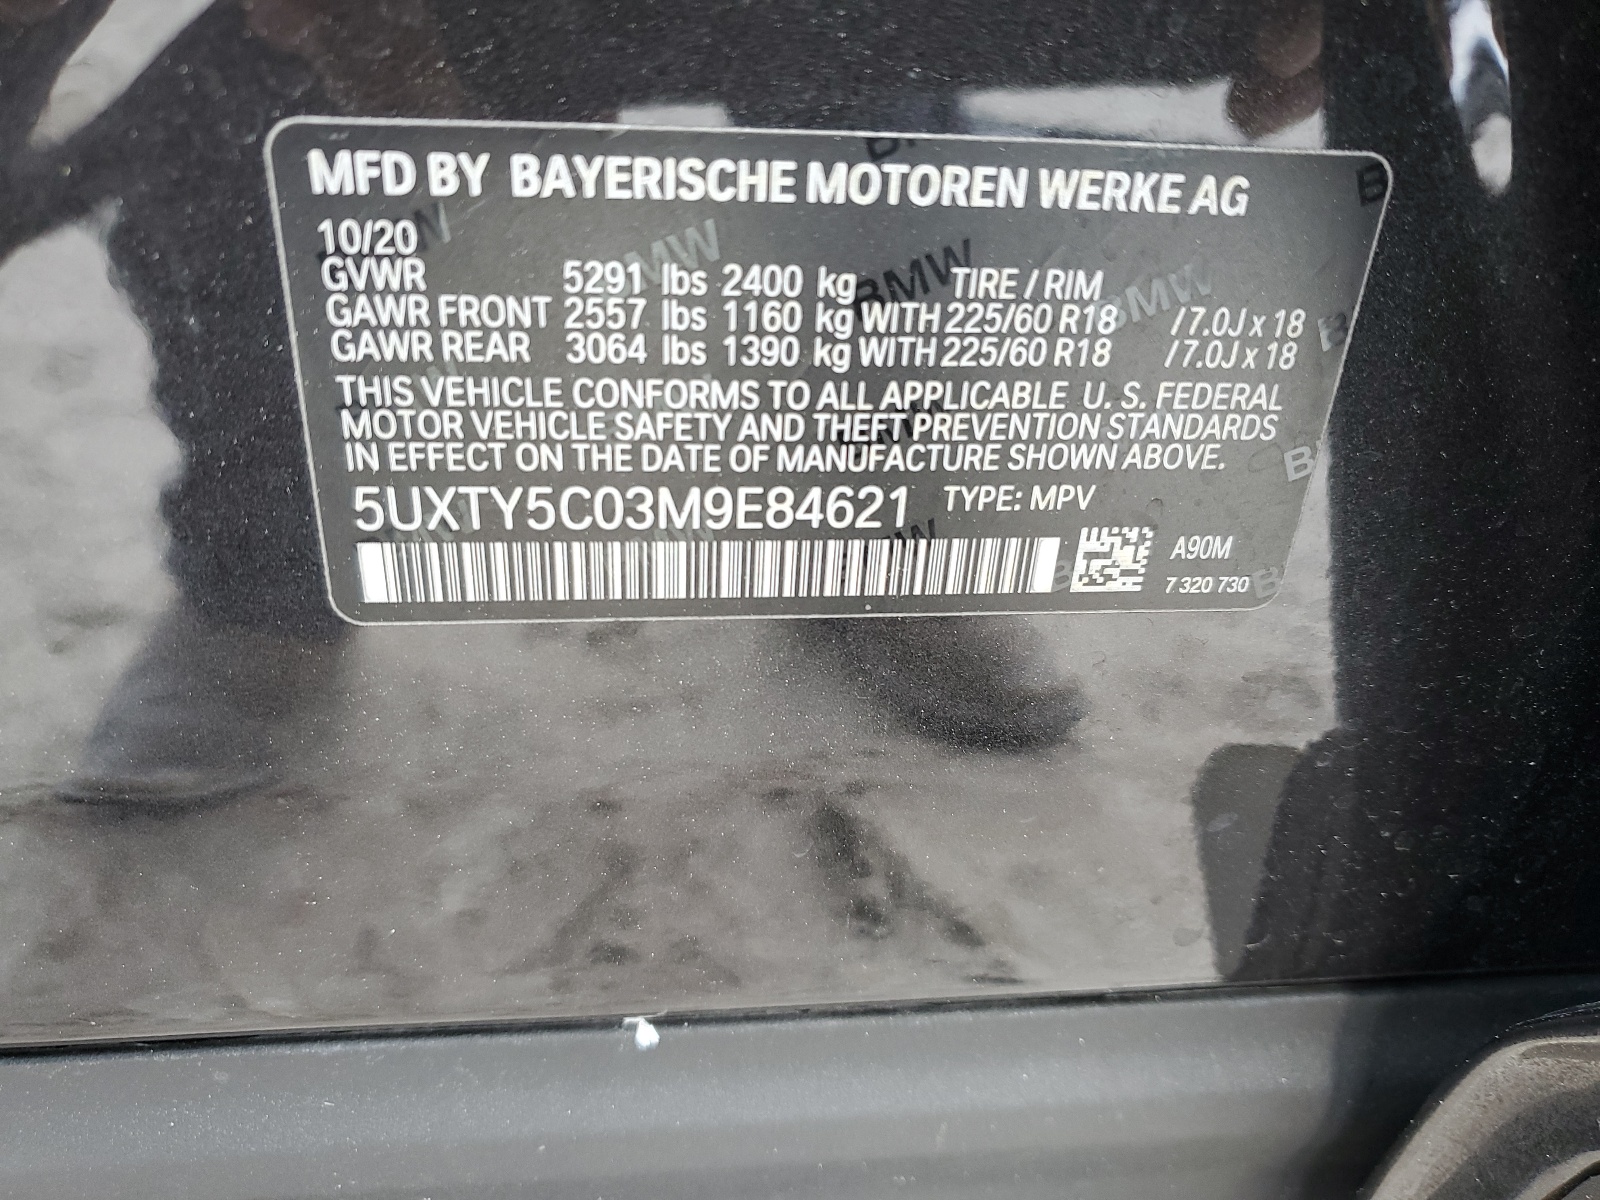 MFD BY BAYERISCHE MOTOREN WERKE AG
10/20
GVWR 5291 lbs 2400 kg TIRE / RIM
GAWR FRONT 2557 lbs 1160 kg WITH 225/60 R18 / 7.0J x 18
GAWR REAR 3064 lbs 1390 kg WITH 225/60 R18 / 7.0J x 18
THIS VEHICLE CONFORMS TO ALL APPLICABLE U. S. FEDERAL
MOTOR VEHICLE SAFETY AND THEFT PREVENTION STANDARDS
IN EFFECT ON THE DATE OF MANUFACTURE SHOWN ABOVE.
5UXTY5C03M9E84621 TYPE: MPV
A90M
7 320 730